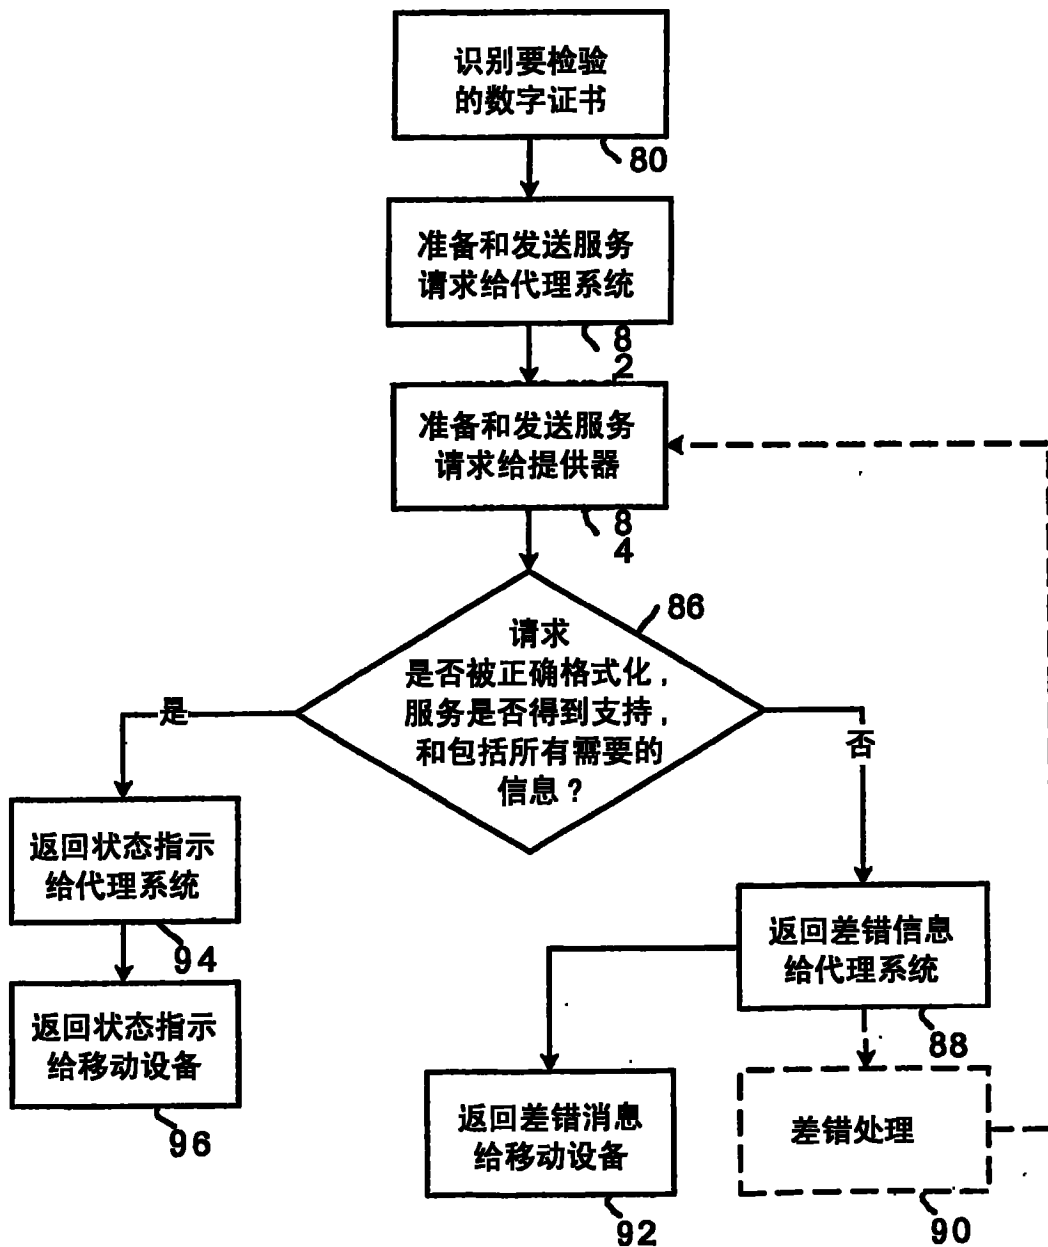 识别要检验
的数字证书
80
准备和发送服务
请求给代理系统
8
2
准备和发送服务
请求给提供器
8
4
请求
是否被正确格式化，
服务是否得到支持，
和包括所有需要的
信息？
86
是
否
返回状态指示
给代理系统
94
返回状态指示
给移动设备
96
返回差错信息
给代理系统
88
返回差错消息
给移动设备
92
差错处理
90